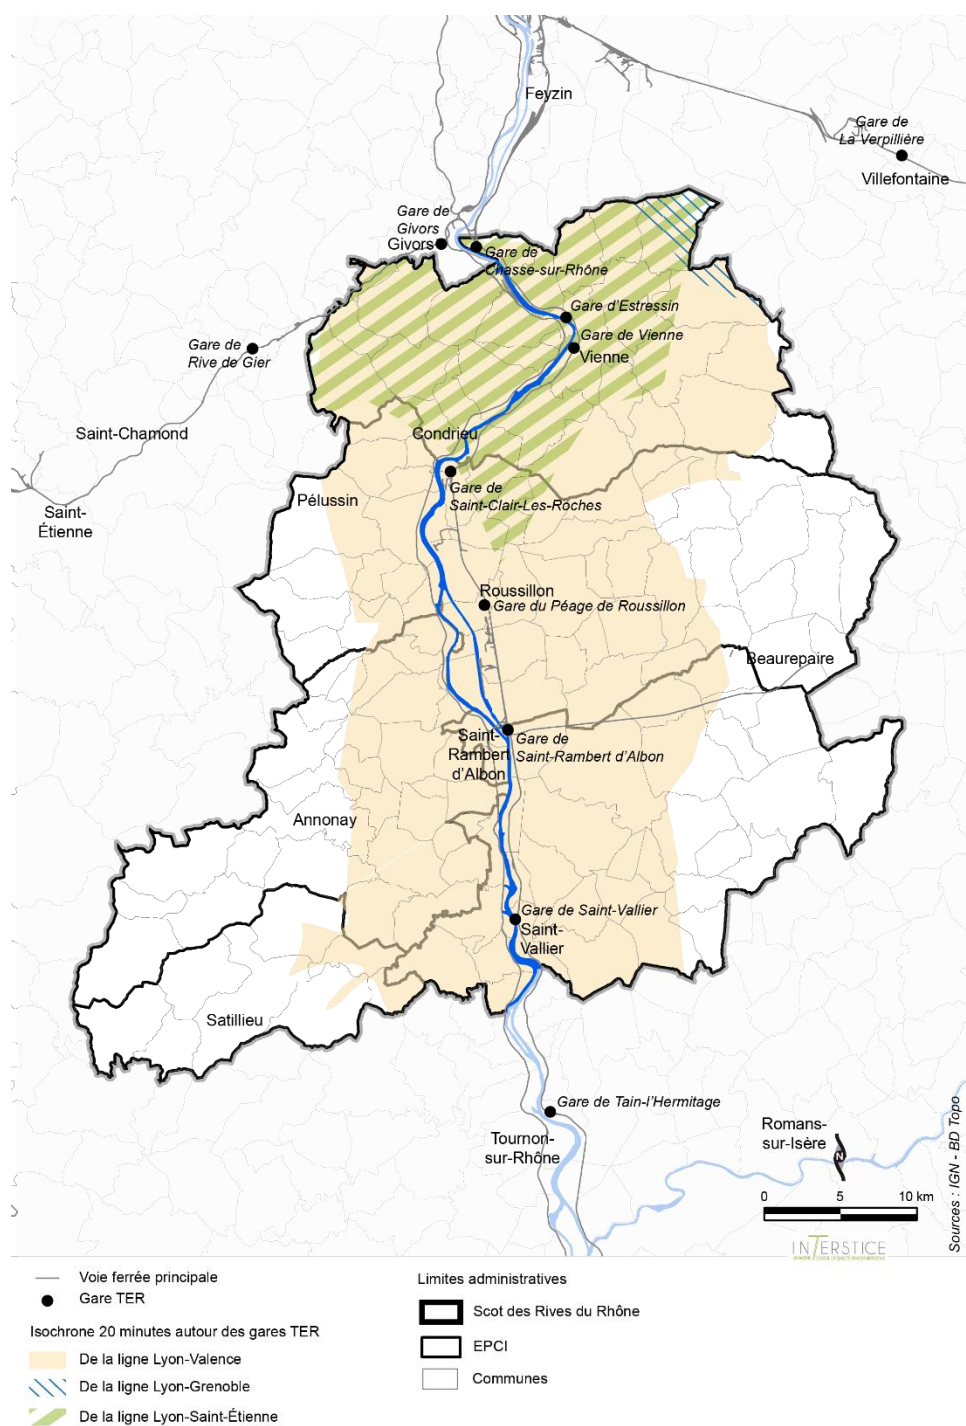 Feyzin
Gare de
La Verpillière
Villefontaine
Gare de
Givors
Givors
Gare de
Chasse-sur-Rhône
Gare d'Estressin
Gare de Vienne
Vienne
Gare de
Rive de Gier
Saint-Chamond
Saint-
Étienne
Condrieu
Pélussin
Gare de
Saint-Clair-Les-Roches
Roussillon
Gare du Péage de Roussillon
Beaurepaire
Saint-
Rambert
d'Albon
Gare de
Saint-Rambert d'Albon
Annonay
Gare de Saint-Vallier
Saint-
Vallier
Satillieu
Gare de Tain-l'Hermitage
Tournon-
sur-Rhône
Romans-
sur-Isère
N
0 5 10 km
Sources : IGN - BD Topo
INTERSTICE
Voie ferrée principale
Gare TER
Isochrone 20 minutes autour des gares TER
De la ligne Lyon-Valence
De la ligne Lyon-Grenoble
De la ligne Lyon-Saint-Étienne
Limites administratives
Scot des Rives du Rhône
EPCI
Communes